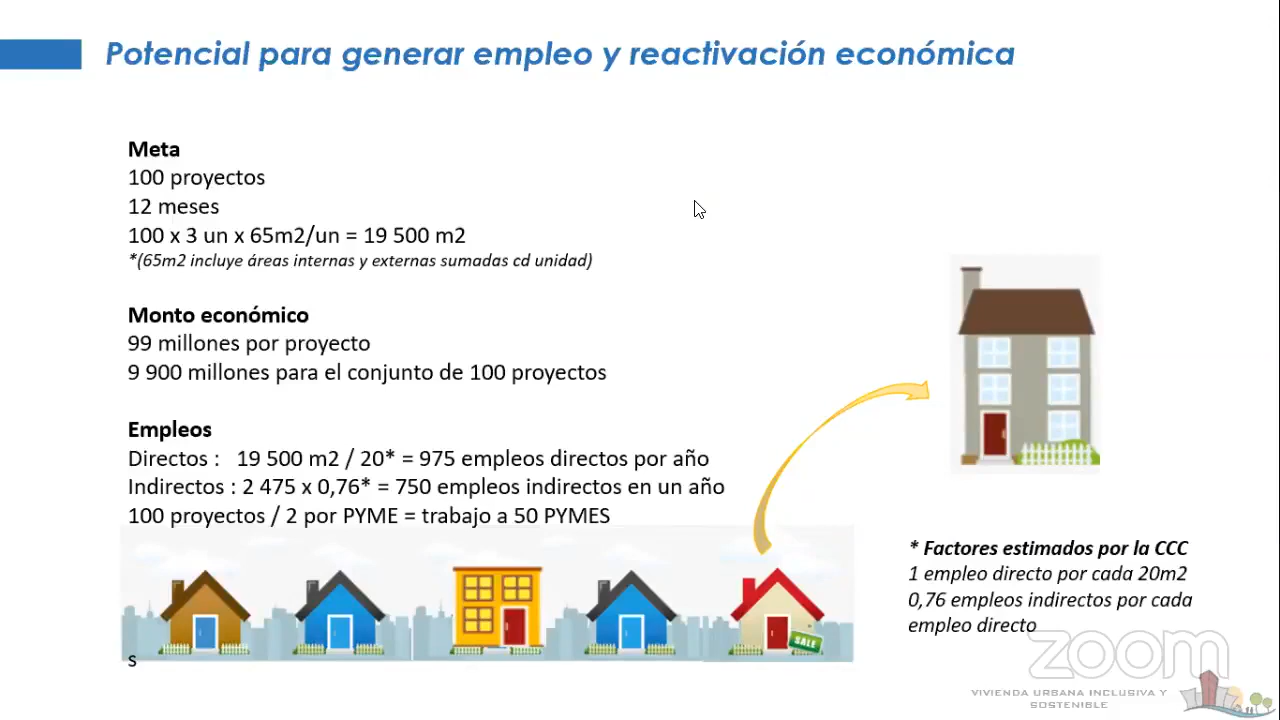 Potencial para generar empleo y reactivación económica
Meta
100 proyectos
12 meses
100 x 3 un x 65m2/un = 19 500 m2
*(65m2 incluye áreas internas y externas sumadas cd unidad)
Monto económico
99 millones por proyecto
9 900 millones para el conjunto de 100 proyectos
Empleos
Directos : 19 500 m2 / 20* = 975 empleos directos por año
Indirectos : 2 475 x 0,76* = 750 empleos indirectos en un año
100 proyectos / 2 por PYME = trabajo a 50 PYMES
SALE
s
* Factores estimados por la CCC
1 empleo directo por cada 20m2
0,76 empleos indirectos por cada
empleo directo
zoom
VIVIENDA URBANA INCLUSIVA Y
SOSTENIBLE